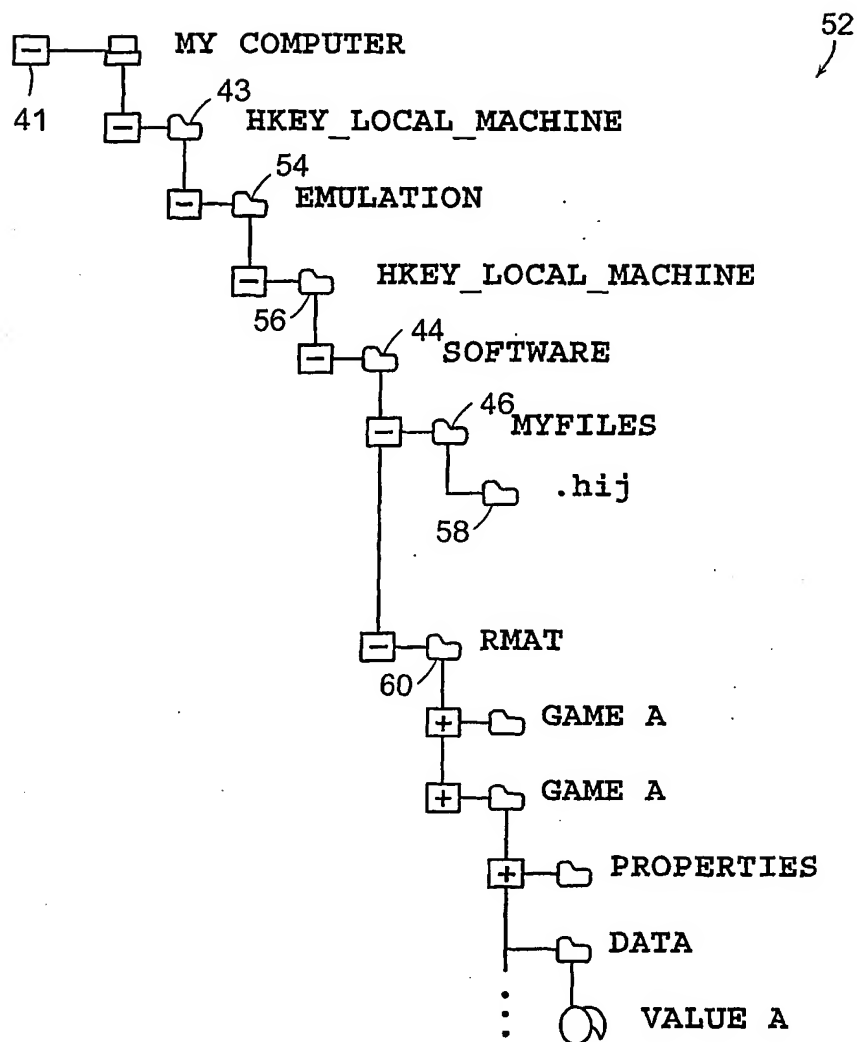 52
MY COMPUTER
41
43
HKEY_LOCAL_MACHINE
54
EMULATION
HKEY_LOCAL_MACHINE
56
44
SOFTWARE
46
MYFILES
.hij
58
RMAT
60
GAME A
GAME A
PROPERTIES
DATA
VALUE A